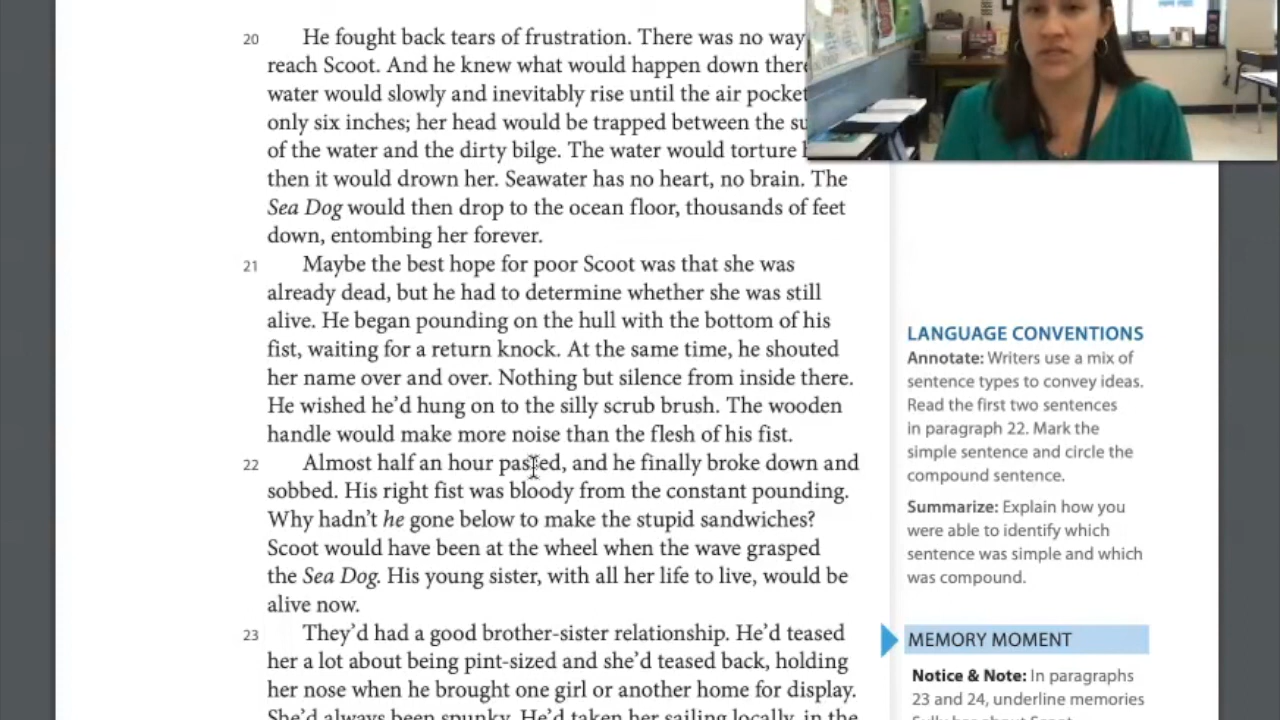 20 He fought back tears of frustration. There was no way
reach Scoot. And he knew what would happen down there
water would slowly and inevitably rise until the air pocket
only six inches; her head would be trapped between the
of the water and the dirty bilge. The water would torture
then it would drown her. Seawater has no heart, no brain. The
Sea Dog would then drop to the ocean floor, thousands of feet
down, entombing her forever.
21 Maybe the best hope for poor Scoot was that she was
already dead, but he had to determine whether she was still
alive. He began pounding on the hull with the bottom of his
fist, waiting for a return knock. At the same time, he shouted
her name over and over. Nothing but silence from inside there.
He wished he’d hung on to the silly scrub brush. The wooden
handle would make more noise than the flesh of his fist.
22 Almost half an hour passed, and he finally broke down and
sobbed. His right fist was bloody from the constant pounding.
Why hadn’t he gone below to make the stupid sandwiches?
Scoot would have been at the wheel when the wave grasped
the Sea Dog. His young sister, with all her life to live, would be
alive now.
23 They’d had a good brother-sister relationship. He’d teased
her a lot about being pint-sized and she’d teased back, holding
her nose when he brought one girl or another home for display.
She’d always been spunky. He’d taken her sailing locally, in the
LANGUAGE CONVENTIONS
Annotate: Writers use a mix of
sentence types to convey ideas.
Read the first two sentences
in paragraph 22. Mark the
simple sentence and circle the
compound sentence.
Summarize: Explain how you
were able to identify which
sentence was simple and which
was compound.
MEMORY MOMENT
Notice & Note: In paragraphs
23 and 24, underline memories
Sully has about Scoot.